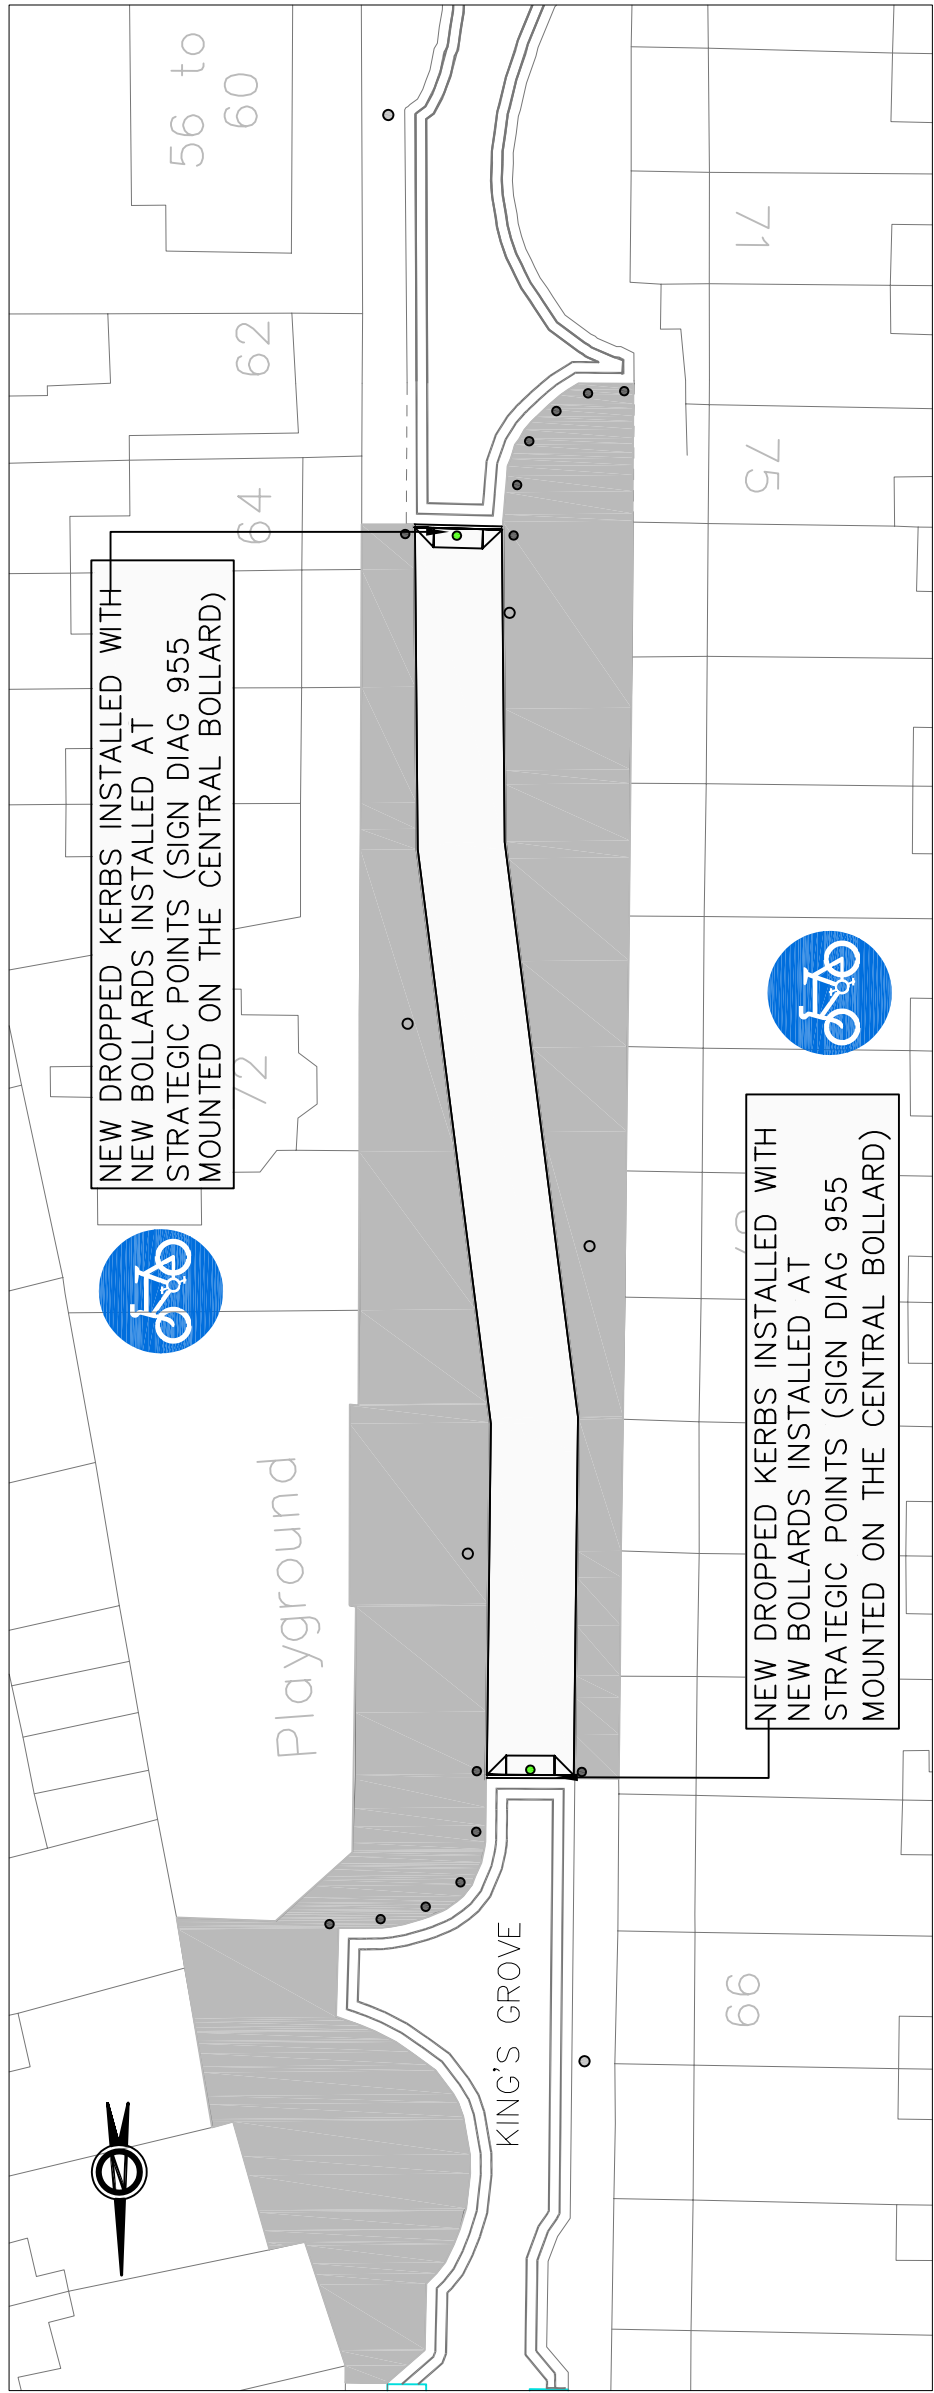 56 to
60
62
64
72
71
75
NEW DROPPED KERBS INSTALLED WITH
NEW BOLLARDS INSTALLED AT
STRATEGIC POINTS (SIGN DIAG 955
MOUNTED ON THE CENTRAL BOLLARD)
NEW DROPPED KERBS INSTALLED WITH
NEW BOLLARDS INSTALLED AT
STRATEGIC POINTS (SIGN DIAG 955
MOUNTED ON THE CENTRAL BOLLARD)
Playground
KING'S GROVE
99
N